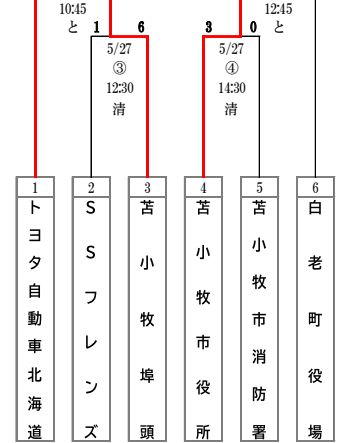 10:45
と
12:45
と
1 6
3 0
5/27
③
12:30
清
5/27
④
14:30
清
1 2 3 4 5 6
トヨタ自動車北海道
SSフレンズ
苫小牧埠頭
苫小牧市役所
苫小牧市消防署
白老町役場